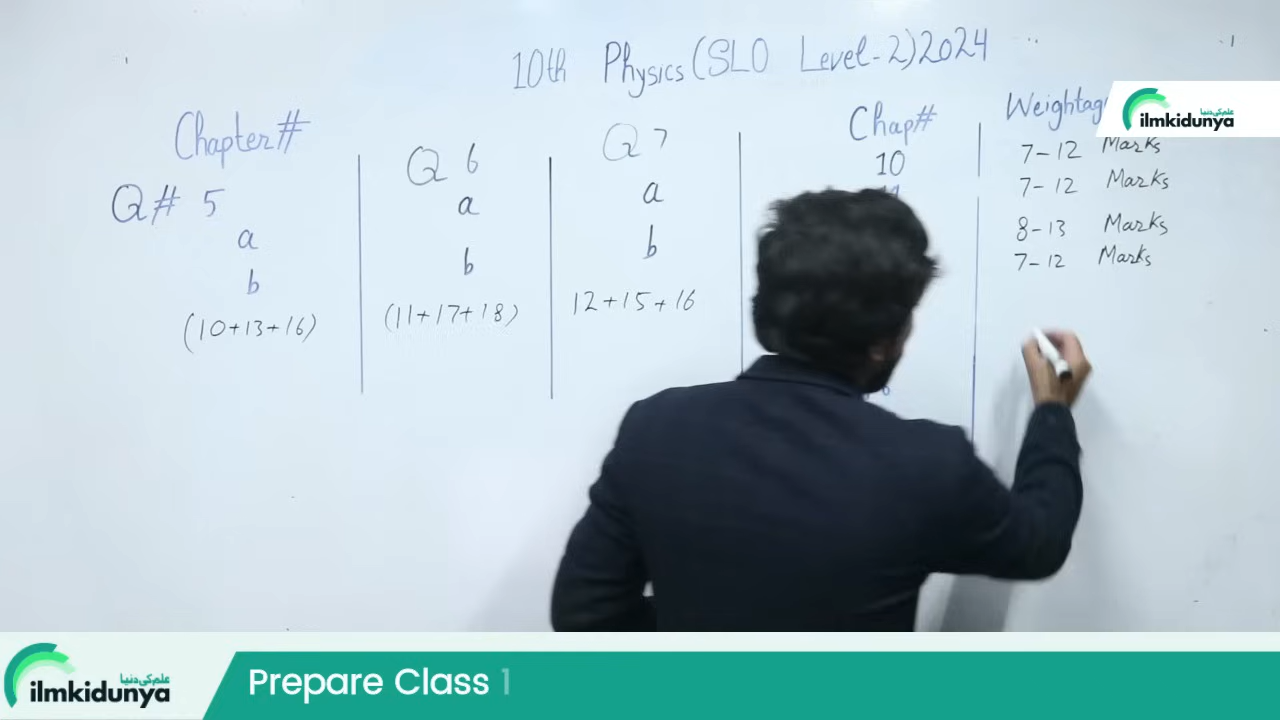 10th Physics (SLO Level-2) 2024
Chapter#
Q# 5
a
b
(10+13+16)
Q 6
a
b
(11+17+18)
Q 7
a
b
12+15+16
Chap#
10
Weightag
7-12 Marks
7-12 Marks
8-13 Marks
7-12 Marks
علم کی دنیا
ilmkidunya
علم کی دنیا
ilmkidunya
Prepare Class 1